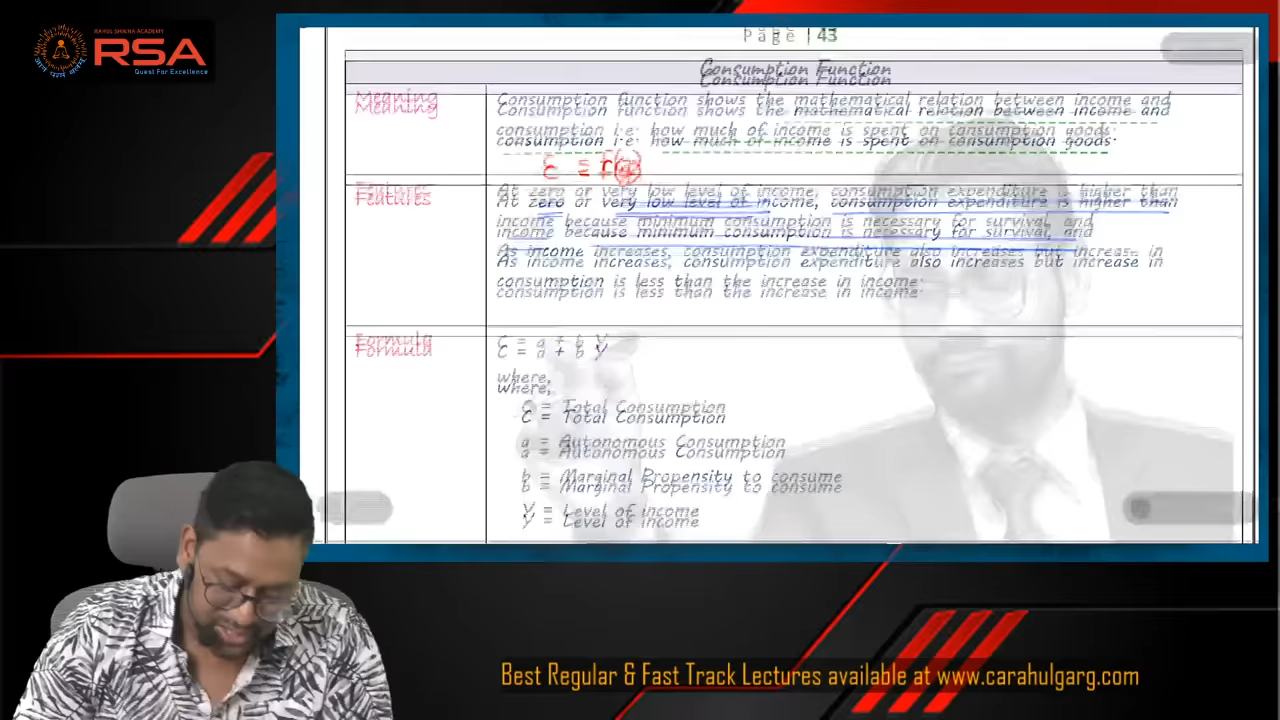 RAHUL SHIKHA ACADEMY
RSA
Quest For Excellence
Page | 43
Consumption Function
Meaning
Consumption function shows the mathematical relation between income and
consumption i.e. how much of income is spent on consumption goods.
Features
At zero or very low level of income, consumption expenditure is higher than
income because minimum consumption is necessary for survival, and
As income increases, consumption expenditure also increases but increase in
consumption is less than the increase in income.
Formula
C = a + b Y
where,
C = Total Consumption
a = Autonomous Consumption
b = Marginal Propensity to consume
Y = Level of income
Best Regular & Fast Track Lectures available at www.carahulgarg.com